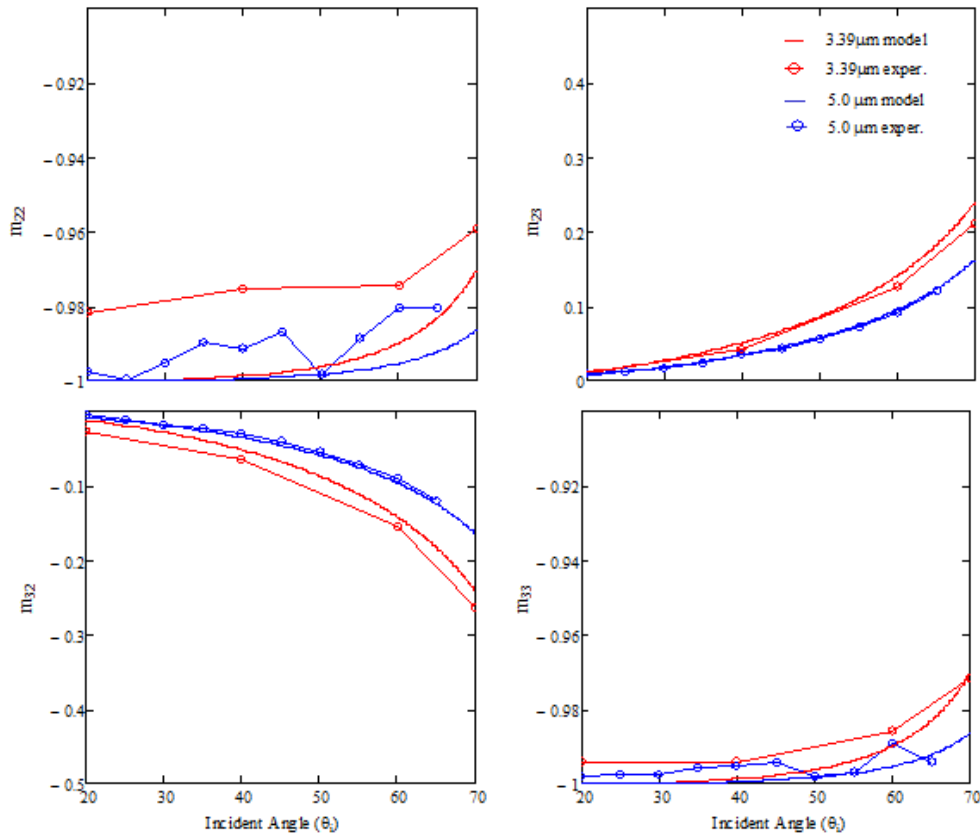 − 0.92
− 0.94
− 0.96
− 0.98
− 1
m22
0.4
0.3
0.2
0.1
0
m23
3.39μm model
3.39μm exper.
5.0 μm model
5.0 μm exper.
− 0.1
− 0.2
− 0.3
− 0.4
− 0.5
m32
20 30 40 50 60 70
Incident Angle (θi)
− 0.92
− 0.94
− 0.96
− 0.98
− 1
m33
20 30 40 50 60 70
Incident Angle (θi)